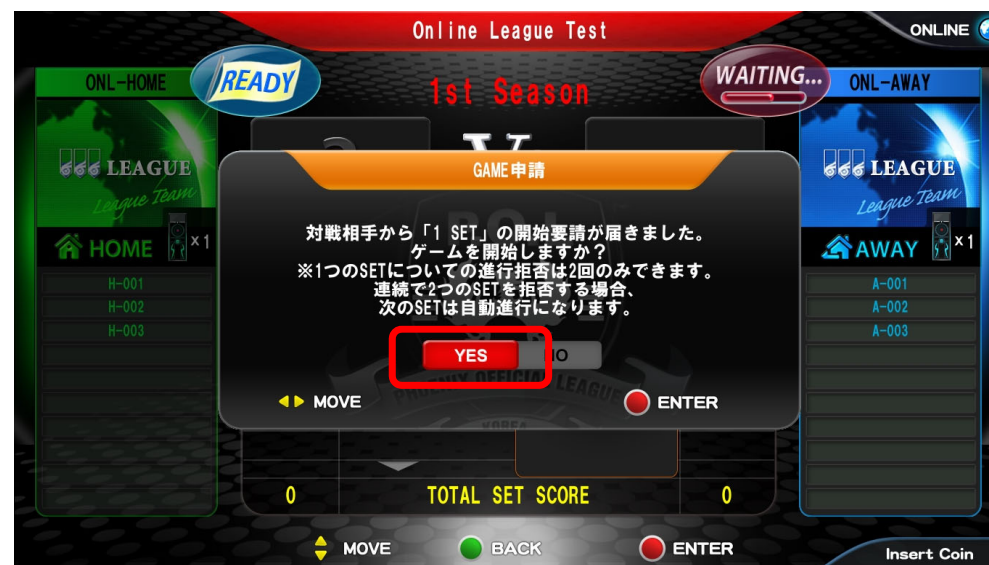 Online League Test
ONLINE
ONL-HOME
READY
1st Season
WAITING...
ONL-AWAY
LEAGUE
League Team
HOME
×1
H-001
H-002
H-003
GAME申請
対戦相手から「1 SET」の開始要請が届きました。
ゲームを開始しますか？
※1つのSETについての進行拒否は2回のみできます。
連続で2つのSETを拒否する場合、
次のSETは自動進行になります。
YES
NO
MOVE
ENTER
666 LEAGUE
League Team
AWAY
×1
A-001
A-002
A-003
PHOENIX OFFICIAL LEAGUE
KOREA
0
TOTAL SET SCORE
0
MOVE
BACK
ENTER
Insert Coin